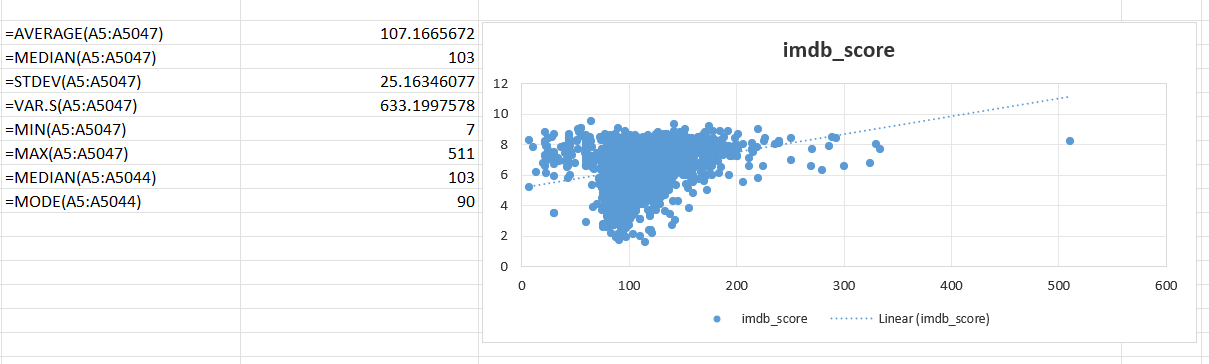 =AVERAGE(A5:A5047) 107.1665672
=MEDIAN(A5:A5047) 103
=STDEV(A5:A5047) 25.16346077
=VAR.S(A5:A5047) 633.1997578
=MIN(A5:A5047) 7
=MAX(A5:A5047) 511
=MEDIAN(A5:A5044) 103
=MODE(A5:A5044) 90
imdb_score
12
10
8
6
4
2
0
0 100 200 300 400 500 600
imdb_score Linear (imdb_score)